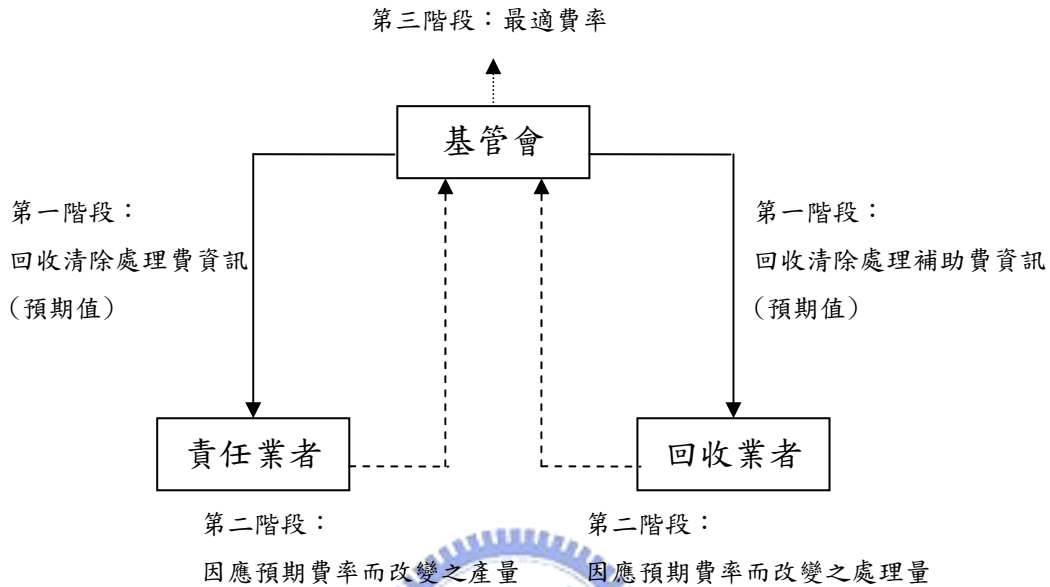 第三階段：最適費率
基管會
第一階段：
回收清除處理費資訊
(預期值)
第一階段：
回收清除處理補助費資訊
(預期值)
責任業者
回收業者
第二階段：
因應預期費率而改變之產量
第二階段：
因應預期費率而改變之處理量